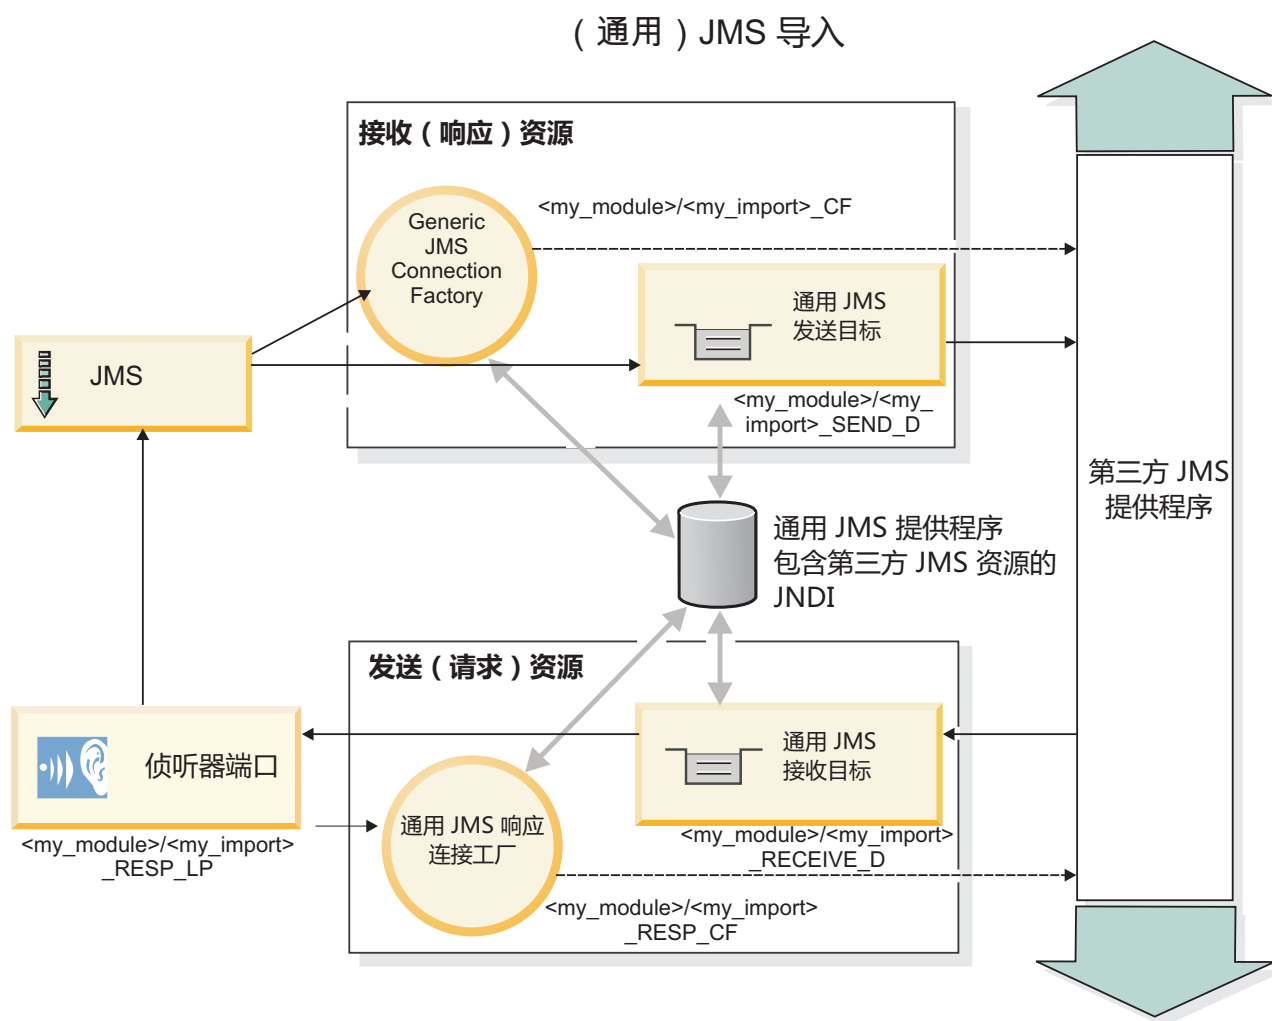 （通用）JMS 导入
接收（响应）资源
<my_module>/<my_import>_CF
Generic
JMS
Connection
Factory
通用 JMS
发送目标
JMS
<my_module>/<my_
import>_SEND_D
第三方 JMS
提供程序
通用 JMS 提供程序
包含第三方 JMS 资源的
JNDI
发送（请求）资源
侦听器端口
通用 JMS
接收目标
<my_module>/<my_import>
_RESP_LP
通用 JMS 响应
连接工厂
<my_module>/<my_import>
_RECEIVE_D
<my_module>/<my_import>
_RESP_CF